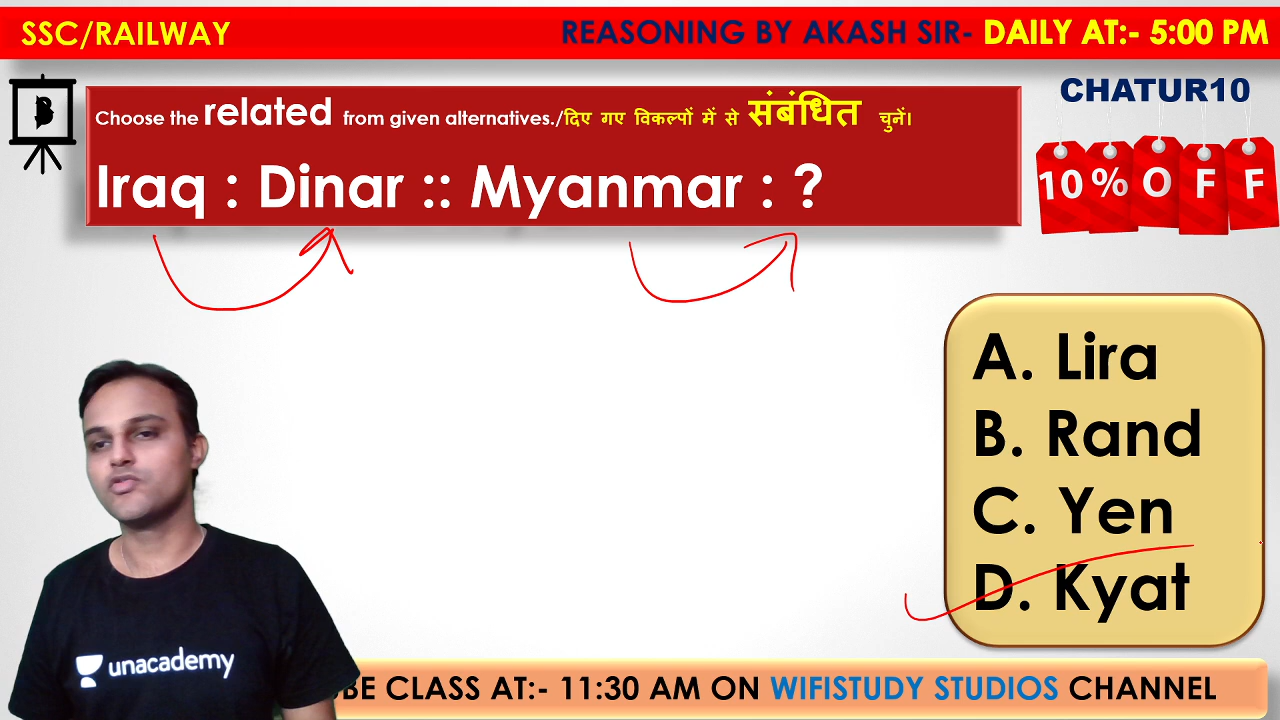 SSC/RAILWAY
REASONING BY AKASH SIR- DAILY AT:- 5:00 PM
B
CHATUR10
10% OFF
Choose the related from given alternatives./दिए गए विकल्पों में से संबंधित चुनें।
Iraq : Dinar :: Myanmar : ?
A. Lira
B. Rand
C. Yen
D. Kyat
unacademy
CLASS AT:- 11:30 AM ON WIFISTUDY STUDIOS CHANNEL